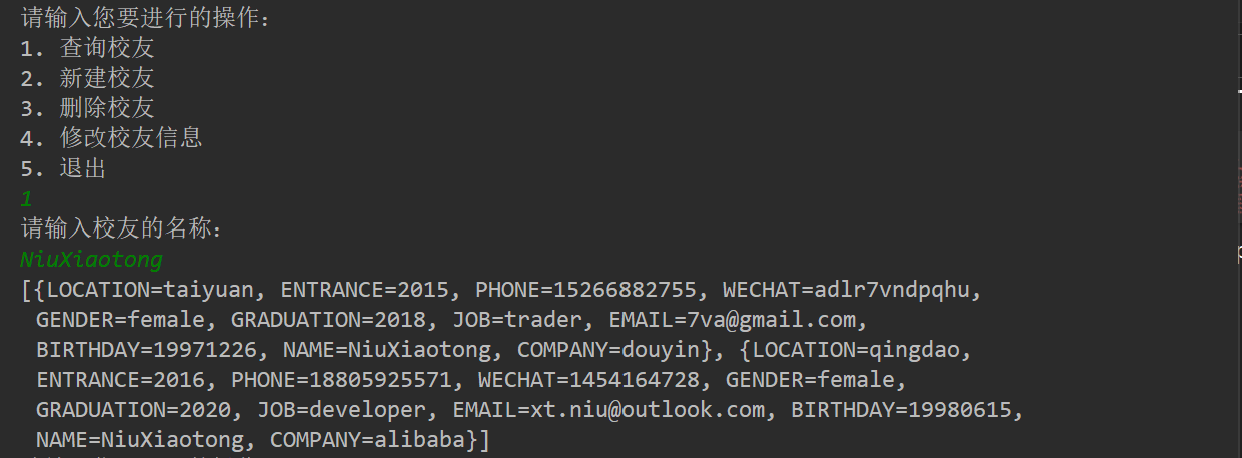 请输入您要进行的操作:
1. 查询校友
2. 新建校友
3. 删除校友
4. 修改校友信息
5. 退出
1
请输入校友的名称:
NiuXiaotong
[{LOCATION=taiyuan, ENTRANCE=2015, PHONE=15266882755, WECHAT=adlr7vndpqhu,
GENDER=female, GRADUATION=2018, JOB=trader, EMAIL=7va@gmail.com,
BIRTHDAY=19971226, NAME=NiuXiaotong, COMPANY=douyin}, {LOCATION=qingdao,
ENTRANCE=2016, PHONE=18805925571, WECHAT=1454164728, GENDER=female,
GRADUATION=2020, JOB=developer, EMAIL=xt.niu@outlook.com, BIRTHDAY=19980615,
NAME=NiuXiaotong, COMPANY=alibaba}]